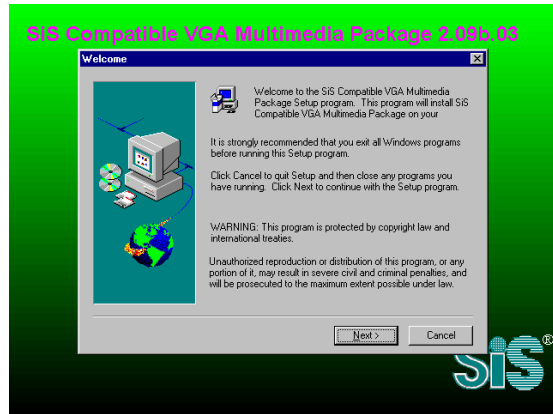 SiS Compatible VGA Multimedia Package 2.09b.03
Welcome
Welcome to the SiS Compatible VGA Multimedia
Package Setup program. This program will install SiS
Compatible VGA Multimedia Package on your
It is strongly recommended that you exit all Windows programs
before running this Setup program.
Click Cancel to quit Setup and then close any programs you
have running. Click Next to continue with the Setup program.
WARNING: This program is protected by copyright law and
international treaties.
Unauthorized reproduction or distribution of this program, or any
portion of it, may result in severe civil and criminal penalties, and
will be prosecuted to the maximum extent possible under law.
Next >
Cancel
SiS®